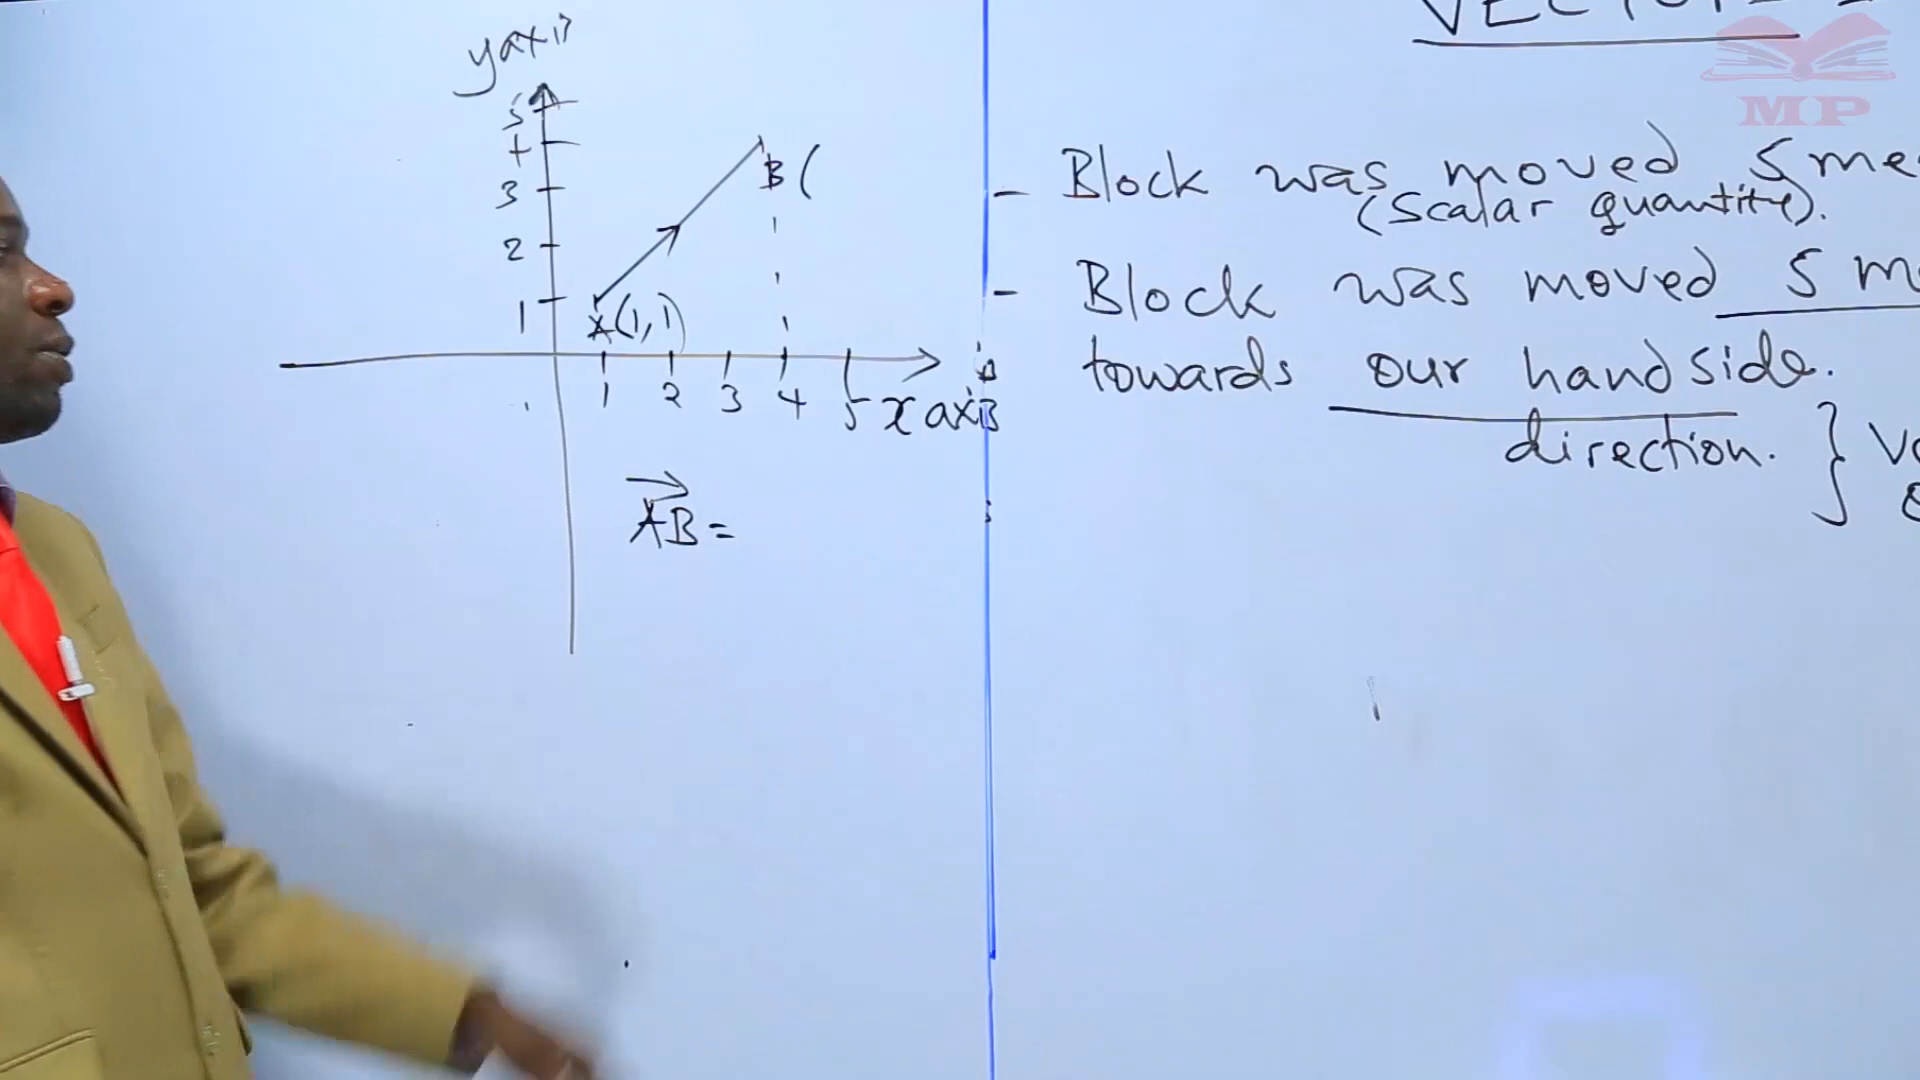 y axis
5
4
3
2
1
B (
A(1,1)
1 2 3 4 5 x axis
AB =
MP
- Block was moved 5 me
(Scalar quantity).
- Block was moved 5 m
towards our hand side.
direction. }